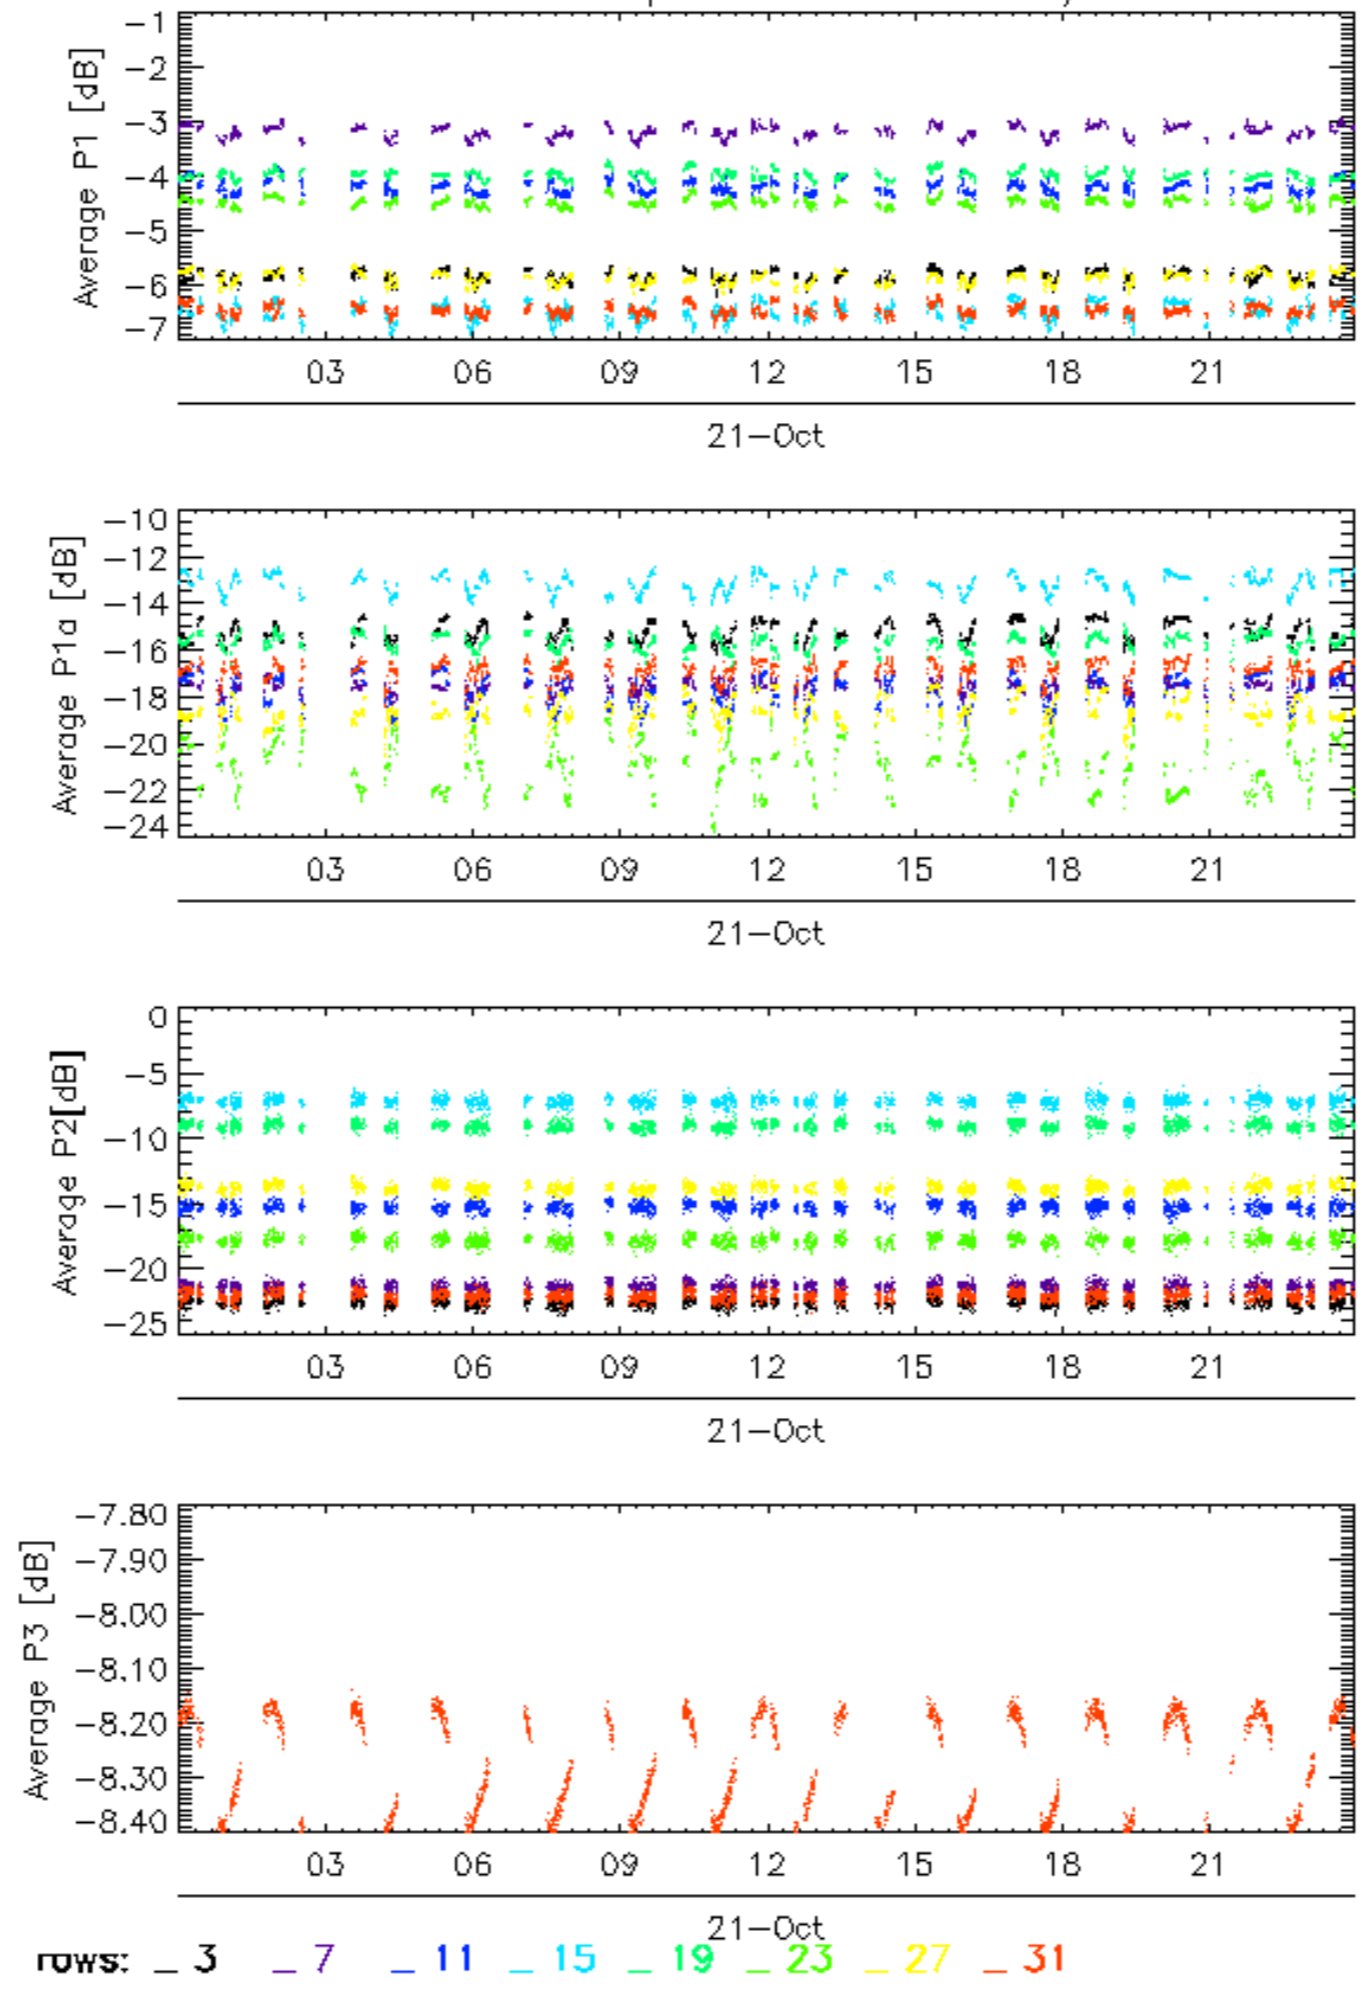 Average P1 [dB]
-1
-2
-3
-4
-5
-6
-7
03 06 09 12 15 18 21
21-Oct
Average P1a [dB]
-10
-12
-14
-16
-18
-20
-22
-24
03 06 09 12 15 18 21
21-Oct
Average P2[dB]
0
-5
-10
-15
-20
-25
03 06 09 12 15 18 21
21-Oct
Average P3 [dB]
-7.80
-7.90
-8.00
-8.10
-8.20
-8.30
-8.40
03 06 09 12 15 18 21
21-Oct
rows: _ 3 _ 7 _ 11 _ 15 _ 19 _ 23 _ 27 _ 31